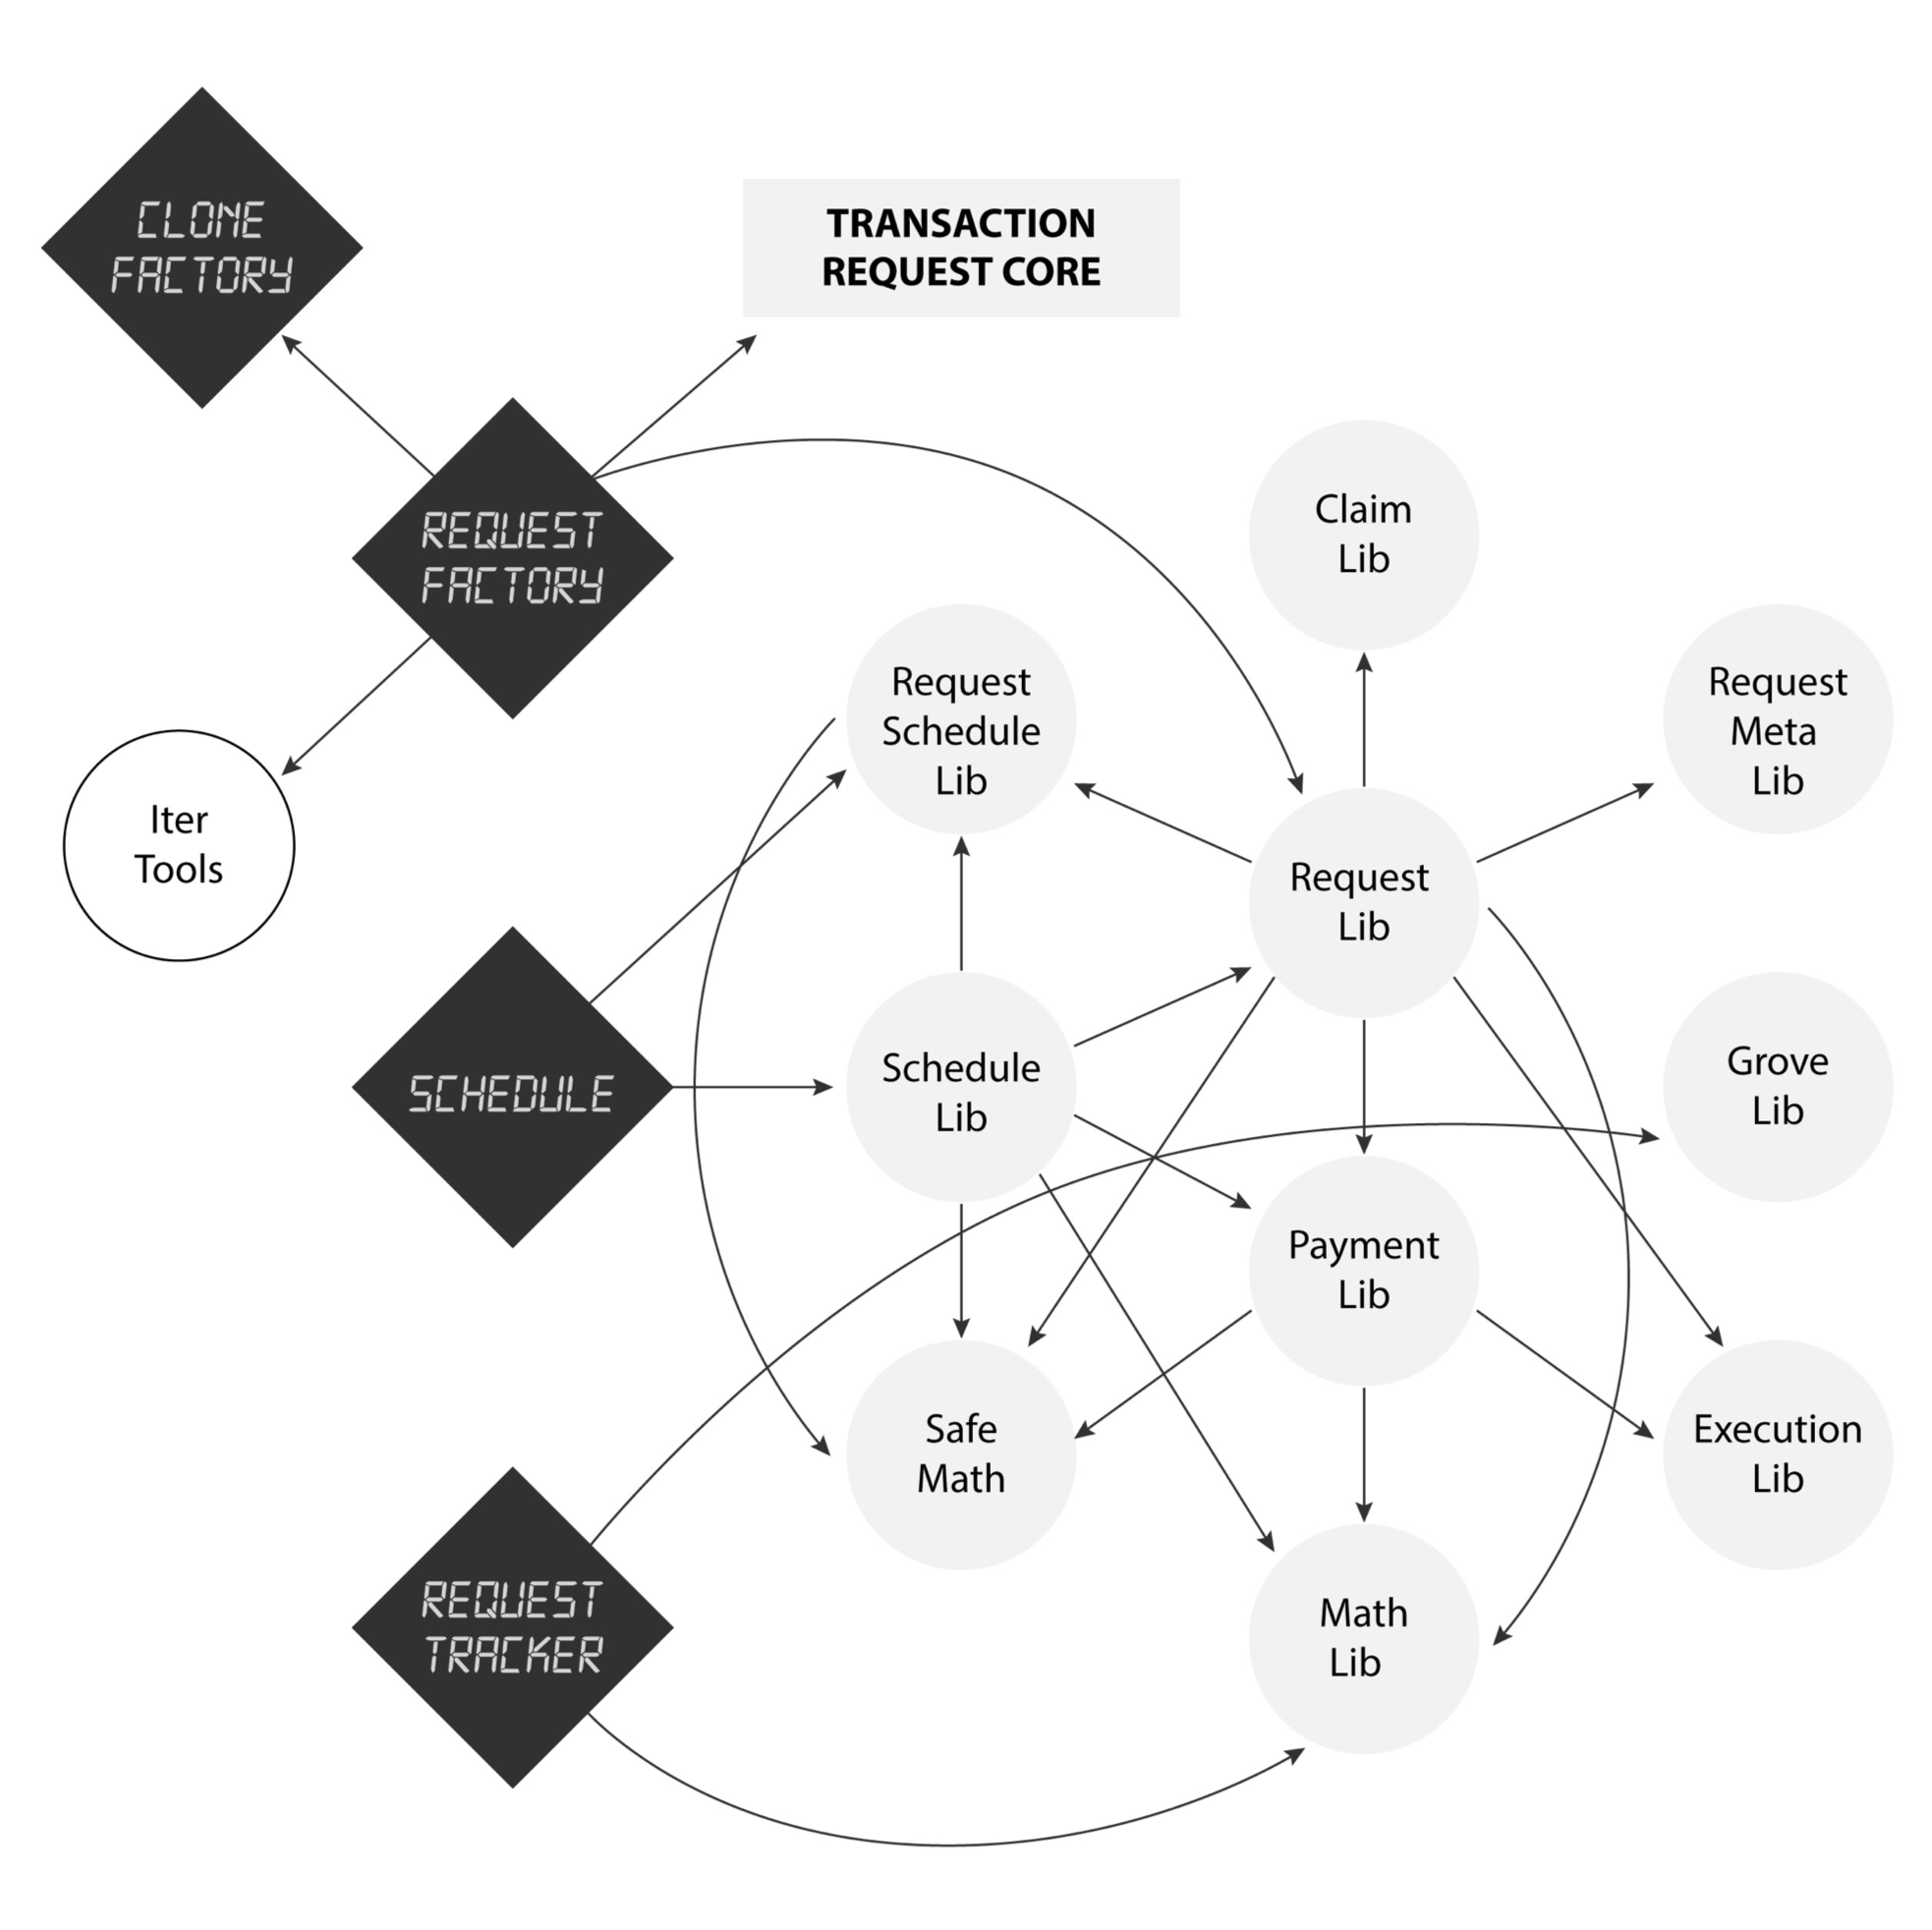 CLONE
FACTORY
TRANSACTION
REQUEST CORE
REQUEST
FACTORY
Claim
Lib
Request
Schedule
Lib
Request
Meta
Lib
Iter
Tools
Request
Lib
SCHEDULE
Schedule
Lib
Grove
Lib
Payment
Lib
Safe
Math
Execution
Lib
REQUEST
TRACKER
Math
Lib